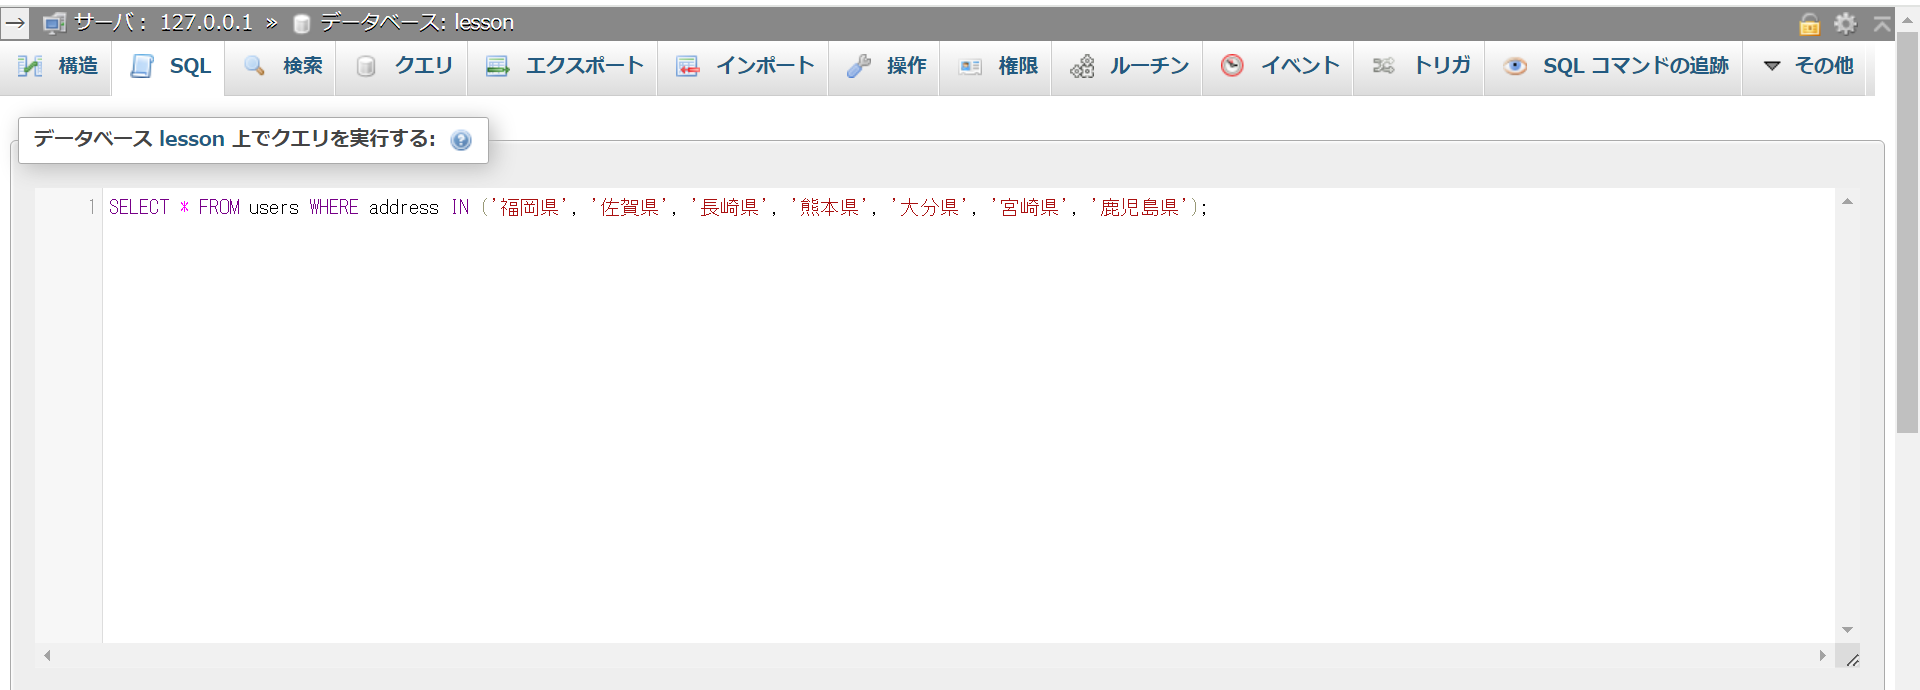 サーバ: 127.0.0.1 » データベース: lesson
構造 SQL 検索 クエリ エクスポート インポート 操作 権限 ルーチン イベント トリガ SQL コマンドの追跡 その他
データベース lesson 上でクエリを実行する:
1 SELECT * FROM users WHERE address IN ('福岡県', '佐賀県', '長崎県', '熊本県', '大分県', '宮崎県', '鹿児島県');